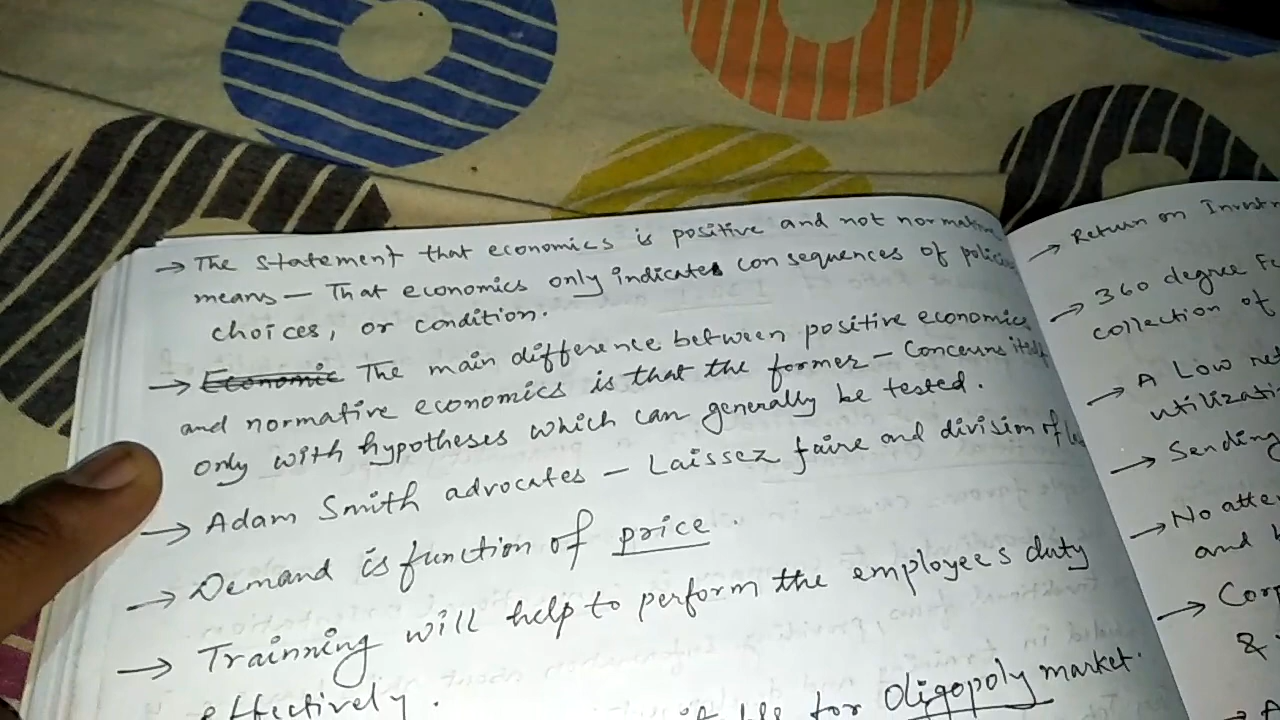 → The statement that economics is positive and not
means — That economics only indicates consequences of
choices, or condition.
→ Economic The main difference between positive economics
and normative economics is that the former — Concerns itself
only with hypotheses which can generally be tested.
→ Adam Smith advocates — Laissez faire and division of
→ Demand is function of price.
→ Trainning will help to perform the employee's duty
effectively.
for Oligopoly market.
→ Return on
→ 360 degree
collection of
→ A Low
→ Sending
→ No
and
→
&
→ A